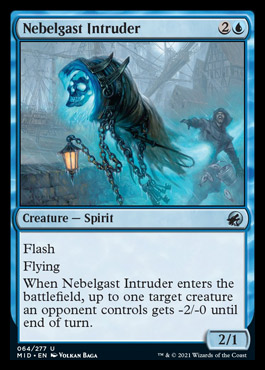 Nebelgast Intruder 2
Creature — Spirit
Flash
Flying
When Nebelgast Intruder enters the
battlefield, up to one target creature
an opponent controls gets -2/-0 until
end of turn.
2/1
064/277 U
MID • EN VOLKAN BAGA
™ & © 2021 Wizards of the Coast